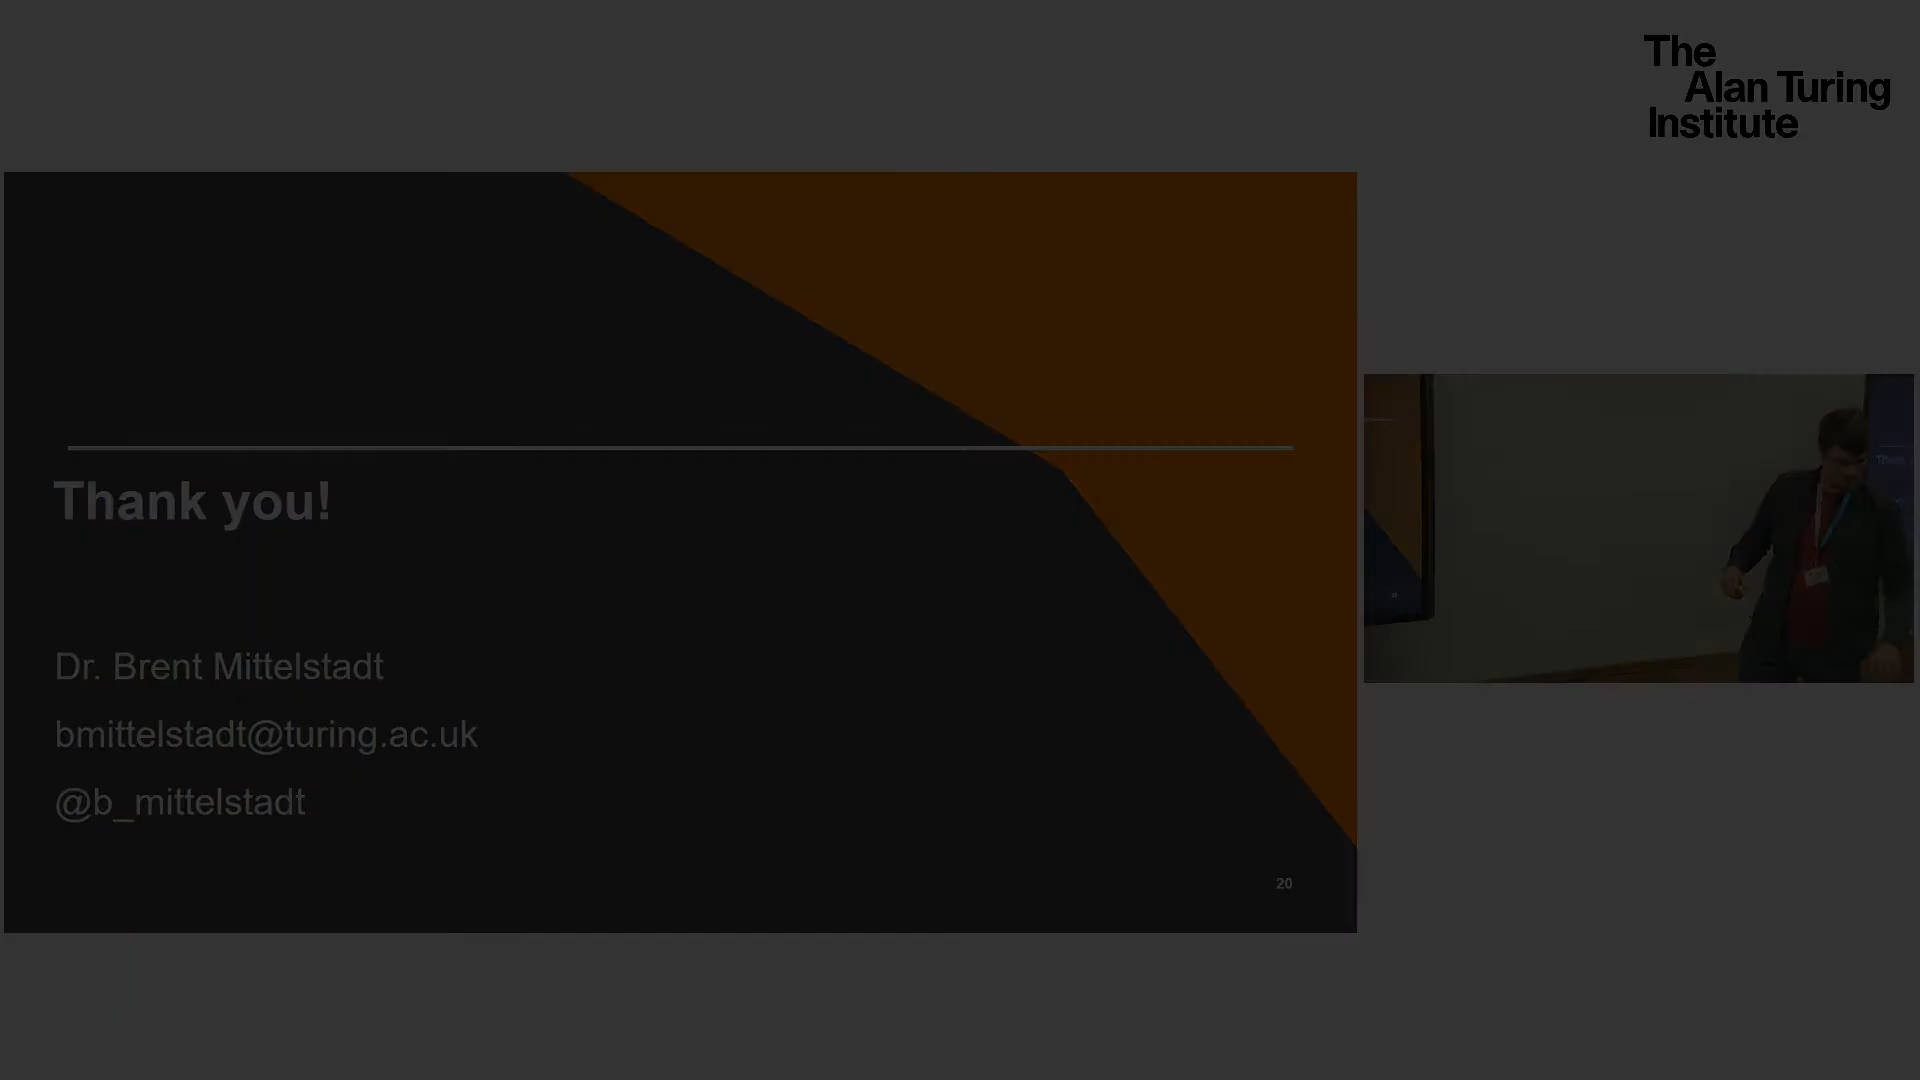 The
Alan Turing
Institute
Thank you!
Dr. Brent Mittelstadt
bmittelstadt@turing.ac.uk
@b_mittelstadt
20